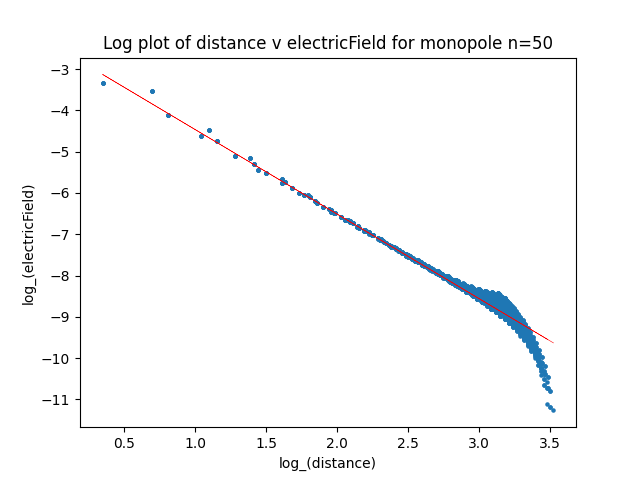 Log plot of distance v electricField for monopole n=50
−3
−4
−5
−6
−7
−8
−9
−10
−11
log_(electricField)
0.5 1.0 1.5 2.0 2.5 3.0 3.5
log_(distance)